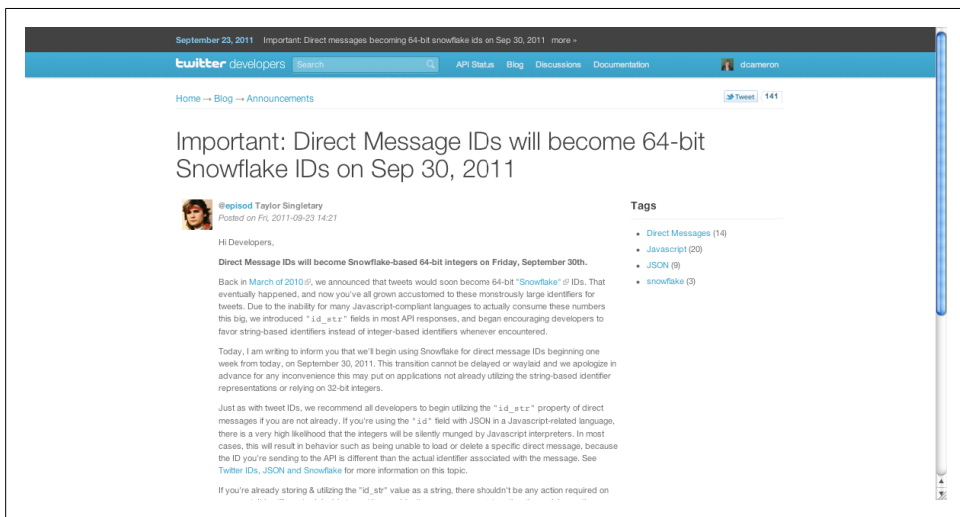 September 23, 2011 Important: Direct messages becoming 64-bit snowflake ids on Sep 30, 2011 more »
twitter developers Search API Status Blog Discussions Documentation dcameron
Home → Blog → Announcements Tweet 141
Important: Direct Message IDs will become 64-bit
Snowflake IDs on Sep 30, 2011
@episod Taylor Singletary
Posted on Fri, 2011-09-23 14:21
Hi Developers,
Direct Message IDs will become Snowflake-based 64-bit integers on Friday, September 30th.
Back in March of 2010, we announced that tweets would soon become 64-bit "Snowflake" IDs. That
eventually happened, and now you've all grown accustomed to these monstrously large identifiers for
tweets. Due to the inability for many Javascript-compliant languages to actually consume these numbers
this big, we introduced "id_str" fields in most API responses, and began encouraging developers to
favor string-based identifiers instead of integer-based identifiers whenever encountered.
Today, I am writing to inform you that we'll begin using Snowflake for direct message IDs beginning one
week from today, on September 30, 2011. This transition cannot be delayed or waylaid and we apologize in
advance for any inconvenience this may put on applications not already utilizing the string-based identifier
representations or relying on 32-bit integers.
Just as with tweet IDs, we recommend all developers to begin utilizing the "id_str" property of direct
messages if you are not already. If you're using the "id" field with JSON in a Javascript-related language,
there is a very high likelihood that the integers will be silently munged by Javascript interpreters. In most
cases, this will result in behavior such as being unable to load or delete a specific direct message, because
the ID you're sending to the API is different than the actual identifier associated with the message. See
Twitter IDs, JSON and Snowflake for more information on this topic.
If you're already storing & utilizing the "id_str" value as a string, there shouldn't be any action required on
Tags
Direct Messages (14)
Javascript (20)
JSON (9)
snowflake (3)